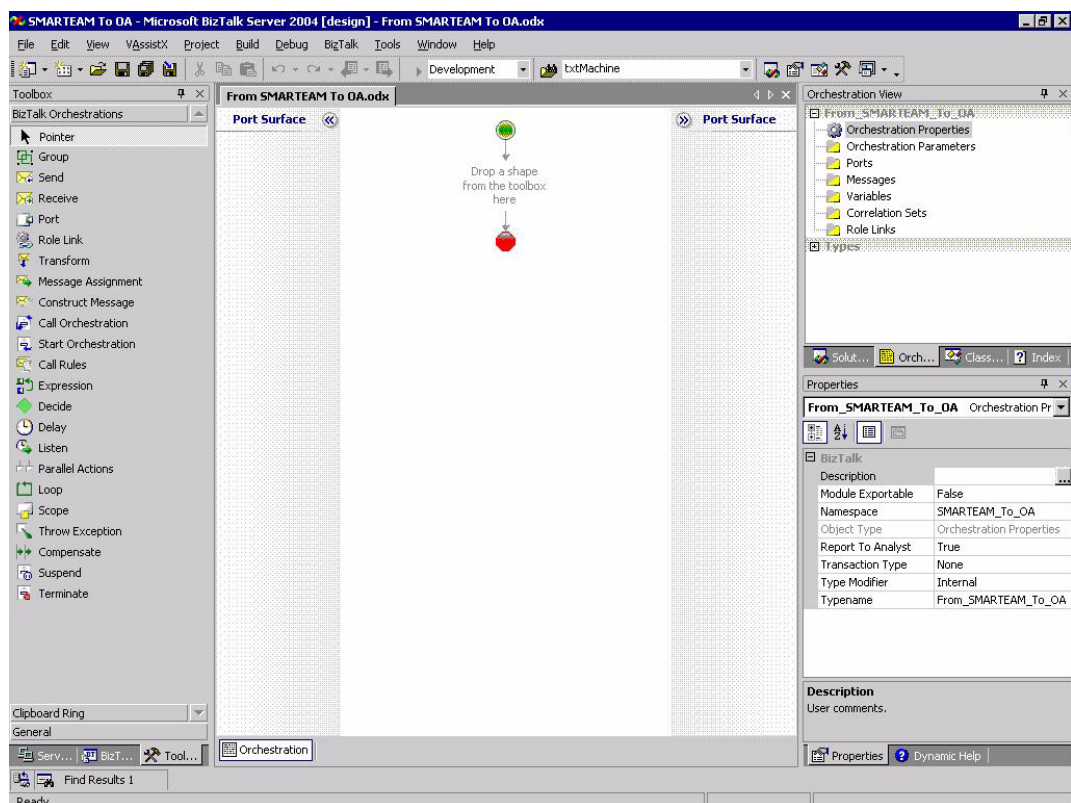 SMARTEAM To OA - Microsoft BizTalk Server 2004 [design] - From SMARTEAM To OA.odx
File Edit View VAssistX Project Build Debug BizTalk Tools Window Help
Development txtMachine
Toolbox
BizTalk Orchestrations
Pointer
Group
Send
Receive
Port
Role Link
Transform
Message Assignment
Construct Message
Call Orchestration
Start Orchestration
Call Rules
Expression
Decide
Delay
Listen
Parallel Actions
Loop
Scope
Throw Exception
Compensate
Suspend
Terminate
Clipboard Ring
General
Serv... BizT... Tool...
From SMARTEAM To OA.odx
Port Surface
Port Surface
Drop a shape
from the toolbox
here
Orchestration
Orchestration View
From_SMARTEAM_To_OA
Orchestration Properties
Orchestration Parameters
Ports
Messages
Variables
Correlation Sets
Role Links
Types
Solut... Orch... Class... Index
Properties
From_SMARTEAM_To_OA Orchestration Pr
BizTalk
Description ...
Module Exportable False
Namespace SMARTEAM_To_OA
Object Type Orchestration Properties
Report To Analyst True
Transaction Type None
Type Modifier Internal
Typename From_SMARTEAM_To_OA
Description
User comments.
Properties Dynamic Help
Find Results 1
Ready